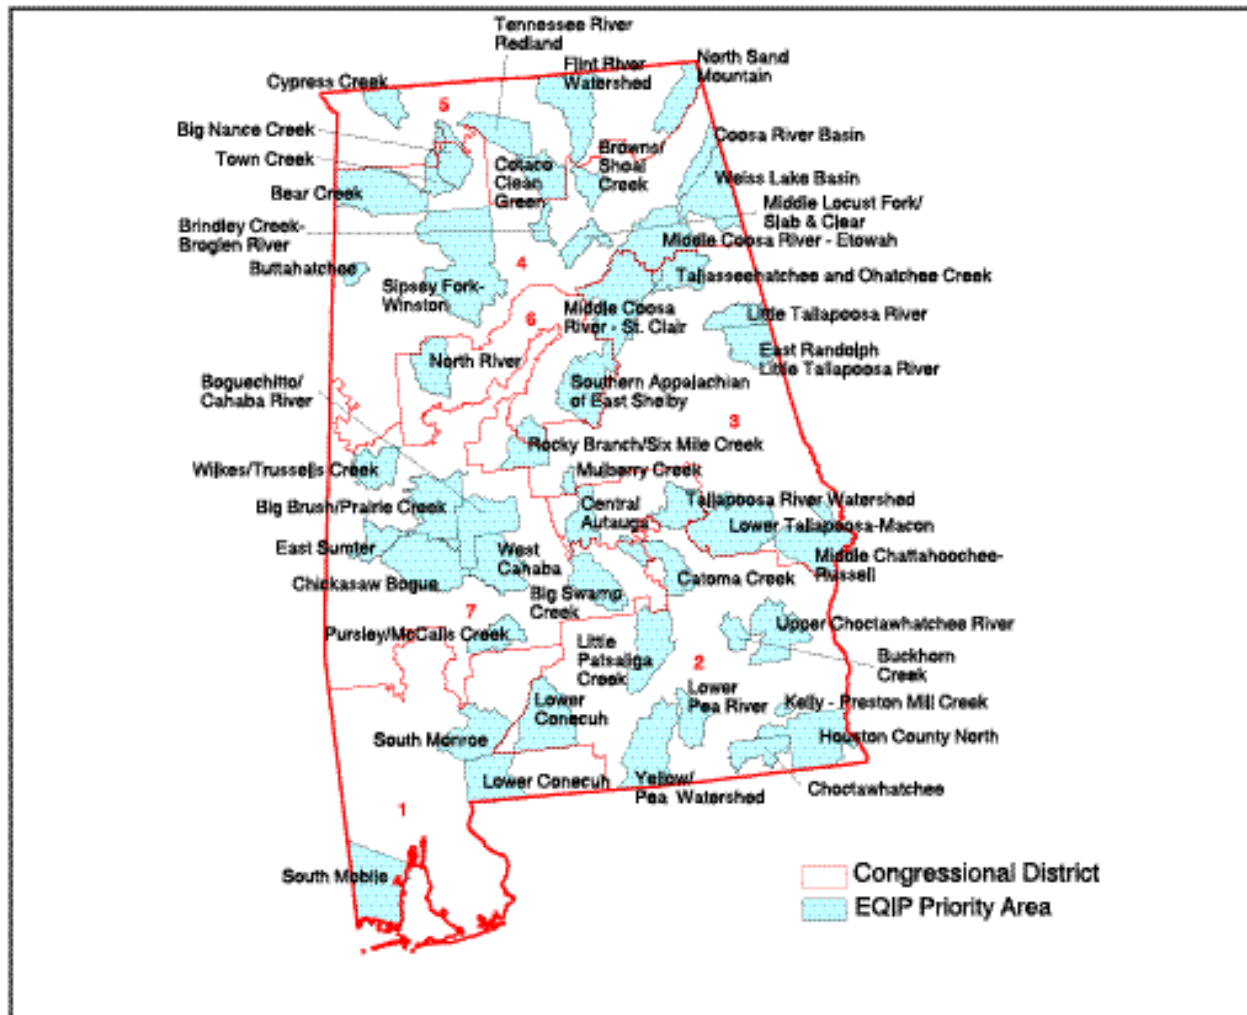 Tennessee River
Redland
Flint River
Watershed
North Sand
Mountain
Cypress Creek
5
Big Nance Creek
Town Creek
Bear Creek
Cotaco
Clean
Green
Browns/
Shoal
Creek
Coosa River Basin
Weiss Lake Basin
Middle Locust Fork/
Slab & Clear
Brindley Creek-
Broglen River
Middle Coosa River - Etowah
Buttahatchee
4
Tallasseehatchee and Ohatchee Creek
Sipsey Fork-
Winston
Middle Coosa
River - St. Clair
6
Little Tallapoosa River
North River
East Randolph
Little Tallapoosa River
Boguechitto/
Cahaba River
Southern Appalachian
of East Shelby
3
Rocky Branch/Six Mile Creek
Wilkes/Trussells Creek
Mulberry Creek
Big Brush/Prairie Creek
Central
Autauga
Tallapoosa River Watershed
Lower Tallapoosa-Macon
East Sumter
West
Cahaba
Middle Chattahoochee-
Russell
Chickasaw Bogue
Catoma Creek
Big Swamp
Creek
7
Pursley/McCalls Creek
Upper Choctawhatchee River
Little
Patsaliga
Creek
2
Buckhorn
Creek
Lower
Pea River
Lower
Conecuh
Kelly - Preston Mill Creek
South Monroe
Houston County North
Lower Conecuh
Yellow/
Pea Watershed
Choctawhatchee
1
South Mobile
Congressional District
EQIP Priority Area